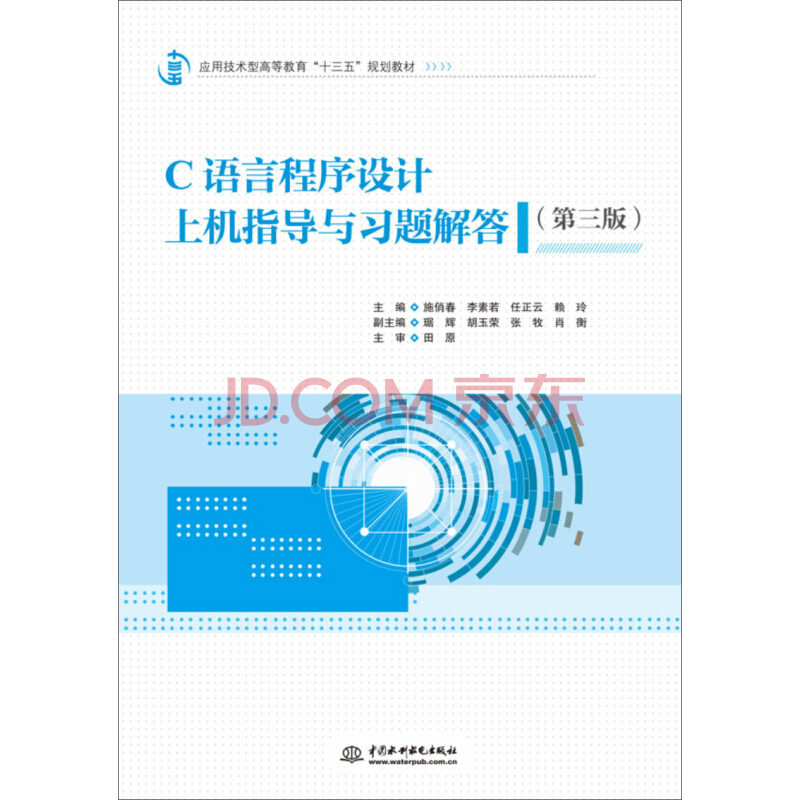 应用技术型高等教育“十三五”规划教材 》》》》
C 语言程序设计
上机指导与习题解答
（第三版）
主 编 施俏春 李素若 任正云 赖 玲
副主编 琚 辉 胡玉荣 张 牧 肖 衡
主 审 田 原
JD.COM 京东
中国水利水电出版社
www.waterpub.com.cn